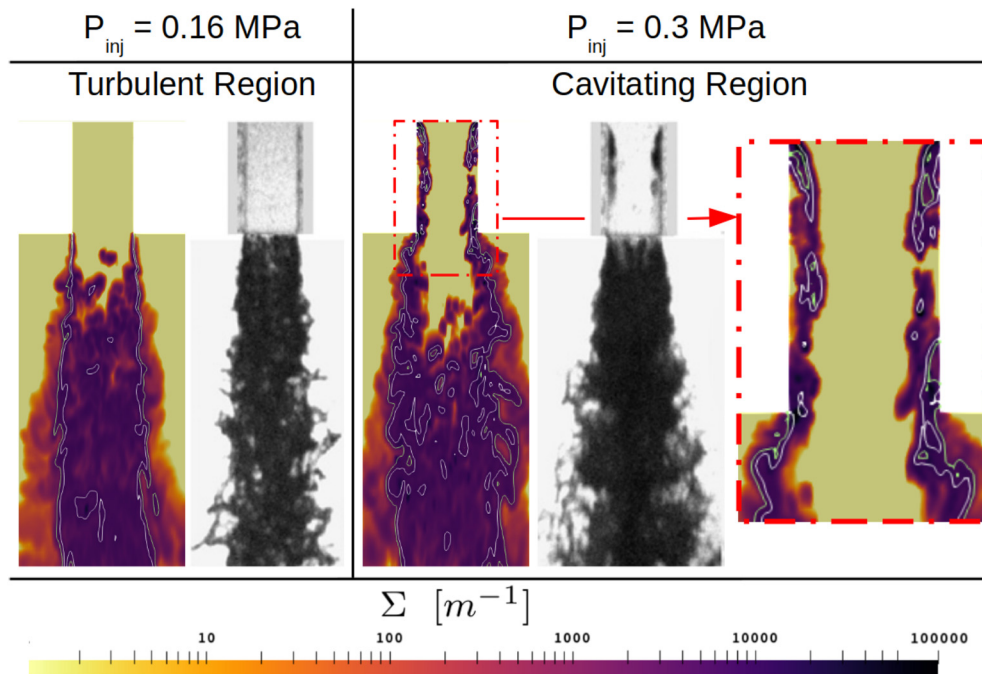 P_inj = 0.16 MPa
P_inj = 0.3 MPa
Turbulent Region
Cavitating Region
Σ [m⁻¹]
10 100 1000 10000 100000